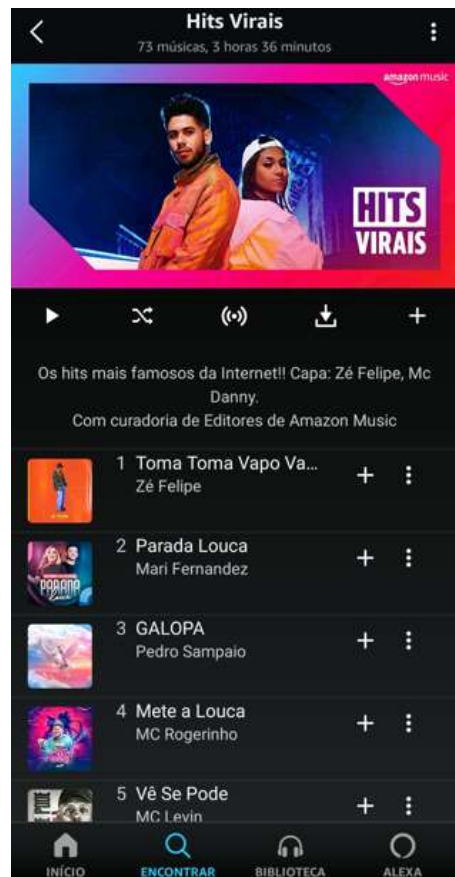 Hits Virais
73 músicas, 3 horas 36 minutos
amazon music
HITS
VIRAIS
Os hits mais famosos da Internet!! Capa: Zé Felipe, Mc
Danny.
Com curadoria de Editores de Amazon Music
1 Toma Toma Vapo Va...
Zé Felipe
2 Parada Louca
Mari Fernandez
PARADA
Louca
3 GALOPA
Pedro Sampaio
4 Mete a Louca
MC Rogerinho
5 Vê Se Pode
MC Levin
INÍCIO
ENCONTRAR
BIBLIOTECA
ALEXA